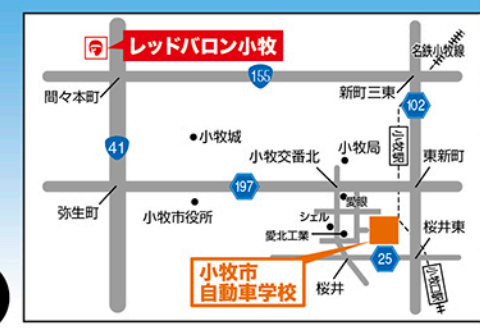 レッドバロン小牧
名鉄小牧線
155
間々本町
新町三東
102
小牧城
小牧駅
41
小牧交番北
小牧局
東新町
197
愛眼
弥生町
小牧市役所
シェル
愛北工業
桜井東
小牧市
自動車学校
25
桜井
小牧口駅